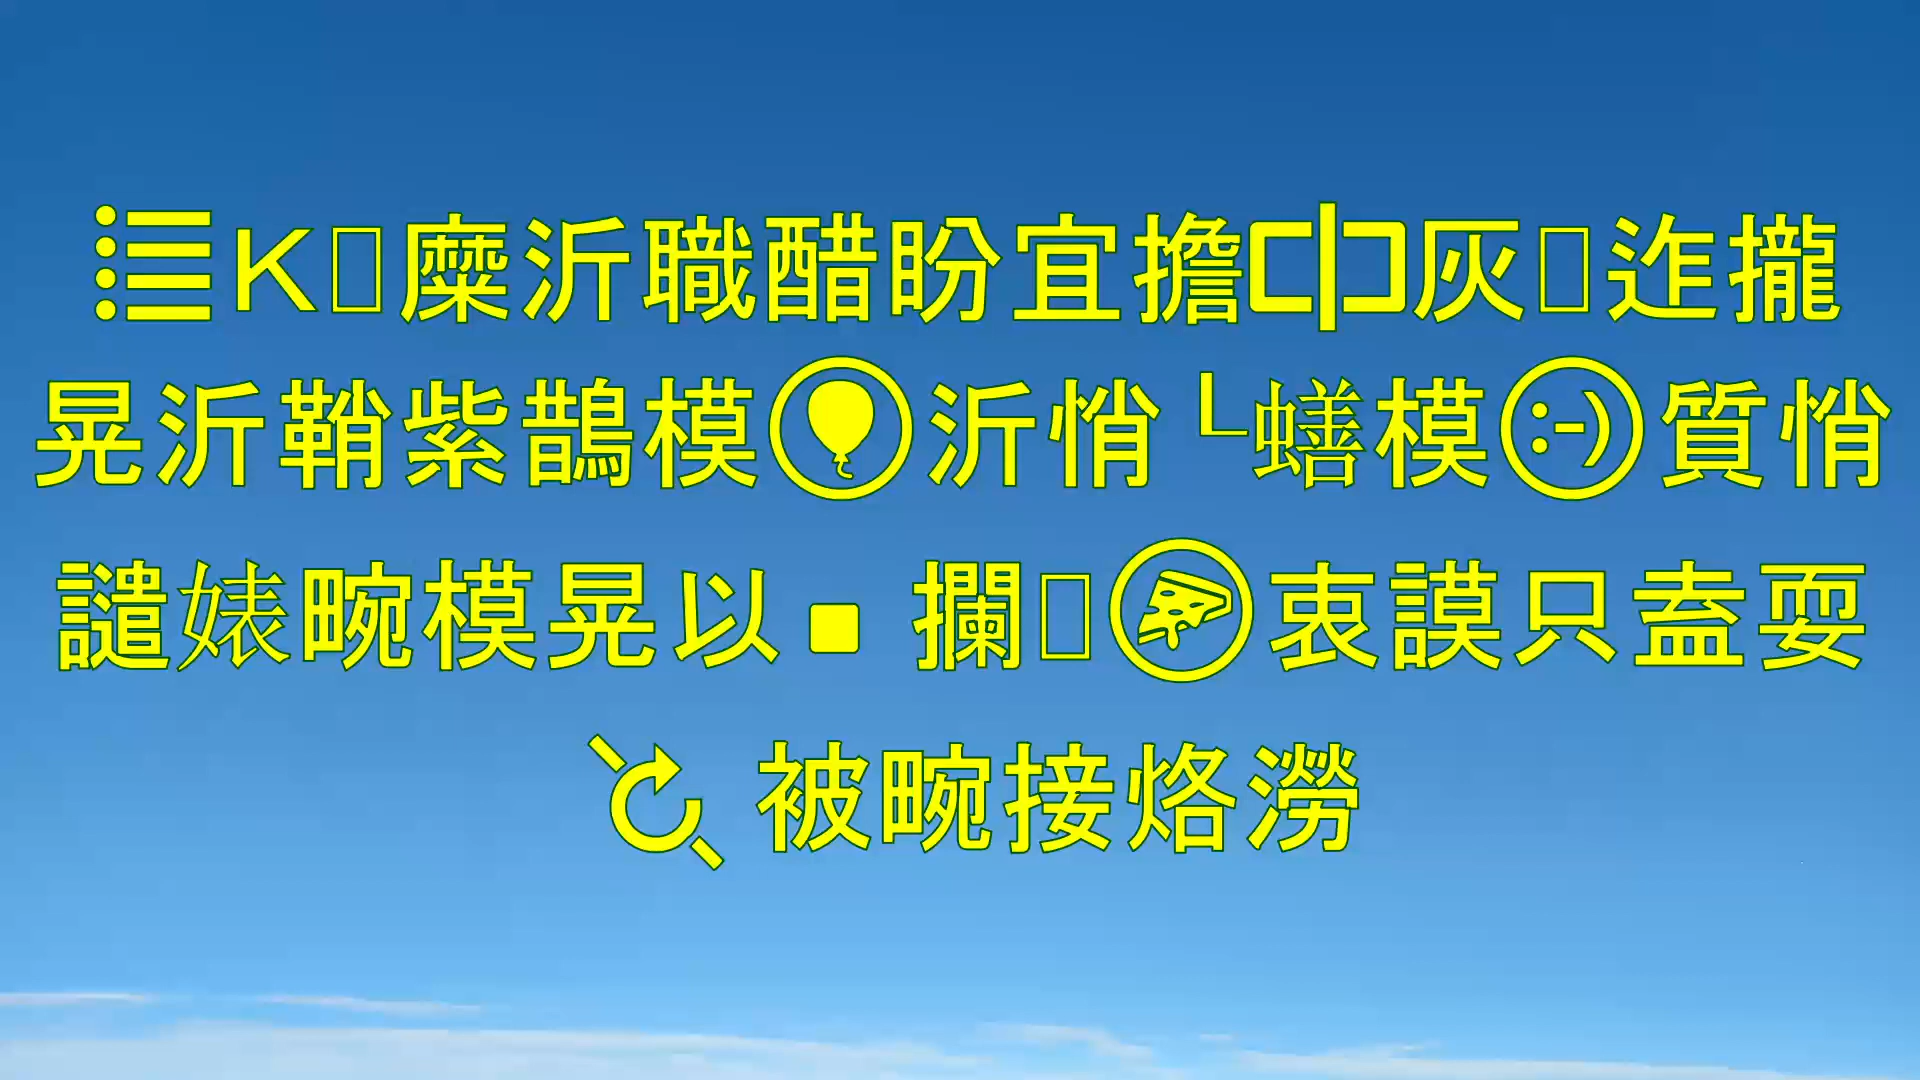 K糜沂職醋盼宜擔灰迮攏
晃沂鞘紫鵲模沂悄└蟮模質悄
譴婊畹模晃以■ 攔衷謨只盍耍
被畹接烙澇